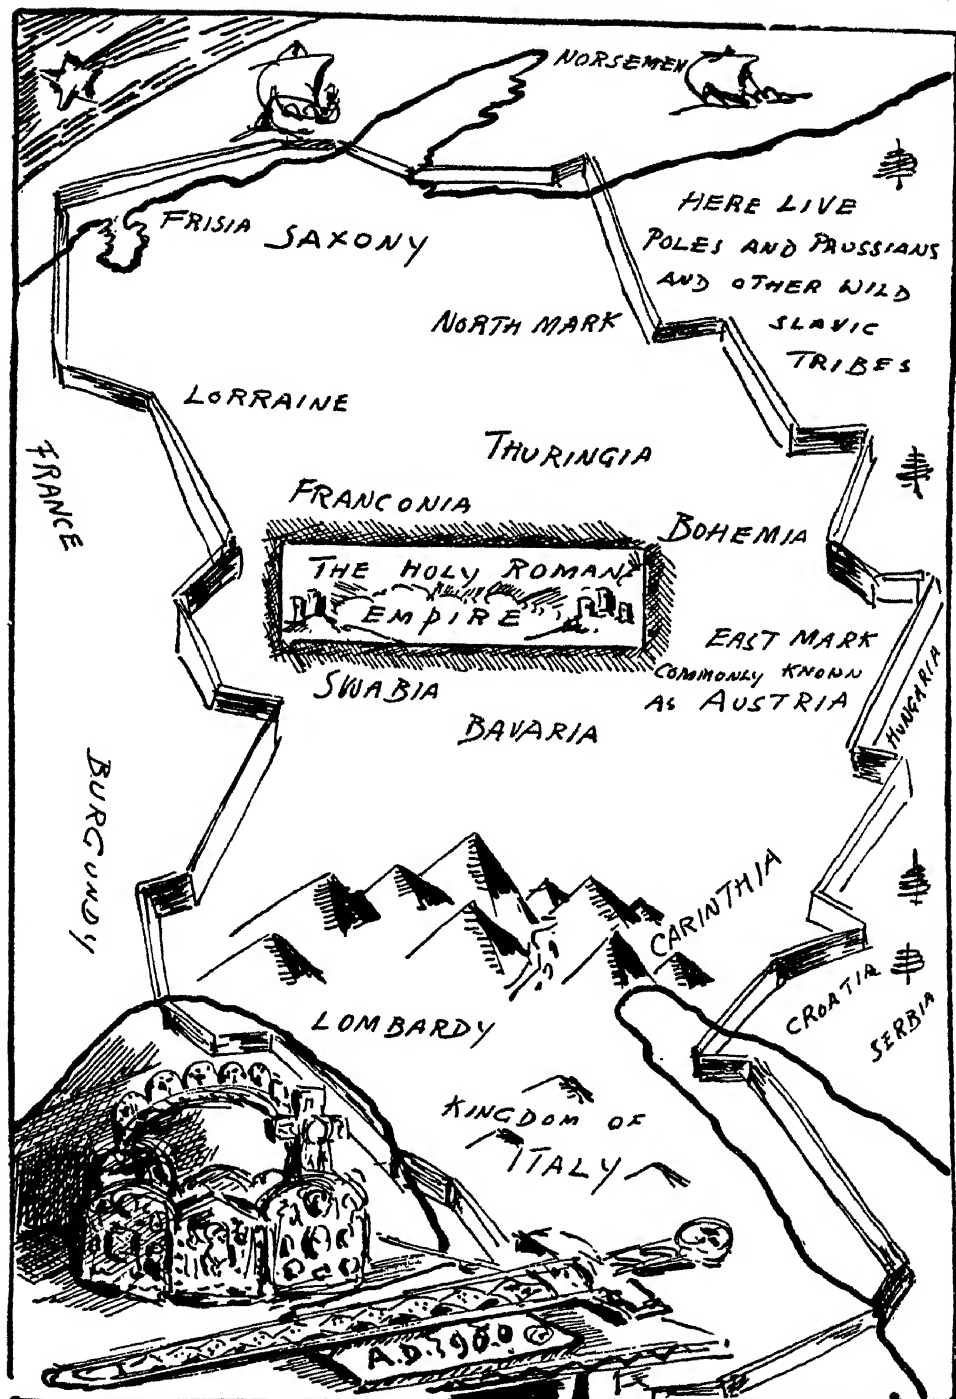 NORSEMEN
HERE LIVE
POLES AND PRUSSIANS
AND OTHER WILD
SLAVIC
TRIBES
FRISIA
SAXONY
NORTH MARK
LORRAINE
THURINGIA
FRANCE
FRANCONIA
BOHEMIA
THE HOLY ROMAN
EMPIRE
EAST MARK
COMMONLY KNOWN
AS AUSTRIA
HUNGARIA
SWABIA
BAVARIA
BURGUNDY
CARINTHIA
CROATIA
SERBIA
LOMBARDY
KINGDOM OF
ITALY
A.D.